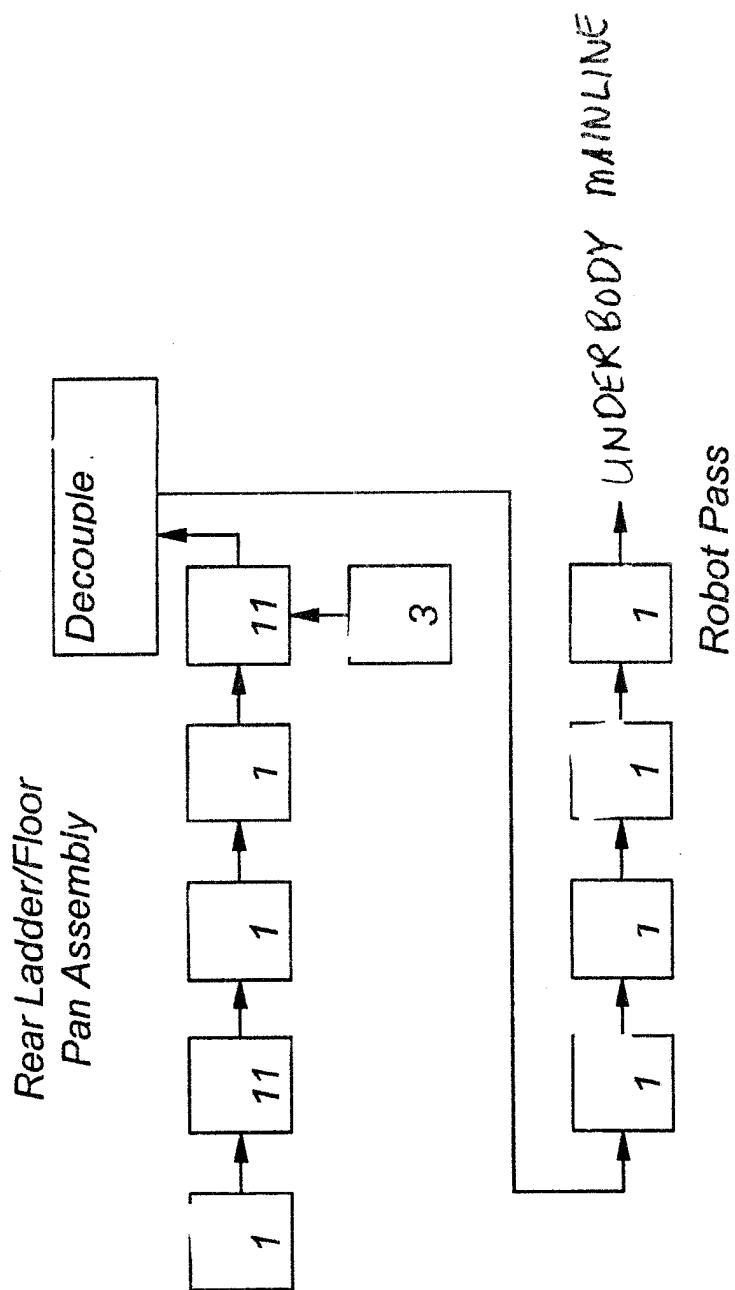 Rear Ladder/Floor
Pan Assembly
Decouple
1
11
1
1
11
3
1
1
1
1
UNDERBODY MAINLINE
Robot Pass